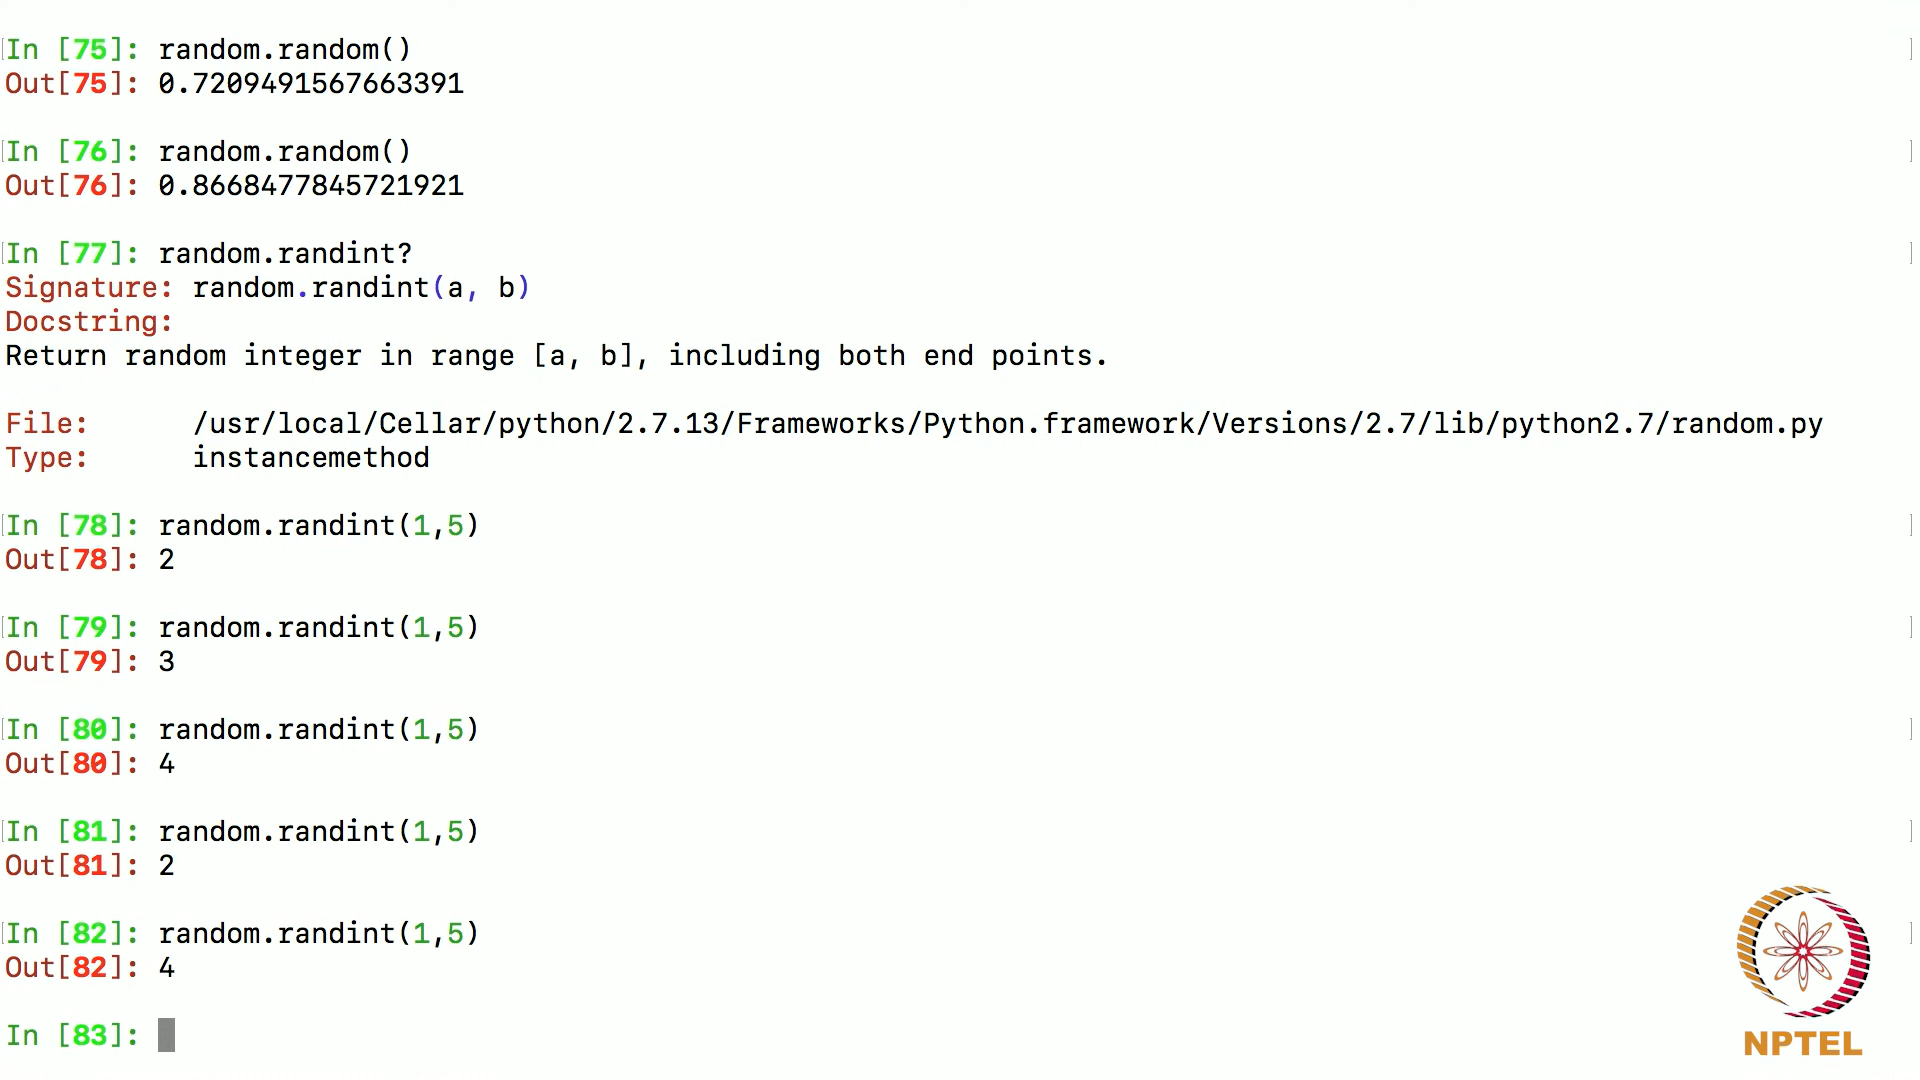 In [75]: random.random()
Out[75]: 0.7209491567663391
In [76]: random.random()
Out[76]: 0.8668477845721921
In [77]: random.randint?
Signature: random.randint(a, b)
Docstring:
Return random integer in range [a, b], including both end points.
File:      /usr/local/Cellar/python/2.7.13/Frameworks/Python.framework/Versions/2.7/lib/python2.7/random.py
Type:      instancemethod
In [78]: random.randint(1,5)
Out[78]: 2
In [79]: random.randint(1,5)
Out[79]: 3
In [80]: random.randint(1,5)
Out[80]: 4
In [81]: random.randint(1,5)
Out[81]: 2
In [82]: random.randint(1,5)
Out[82]: 4
In [83]:
NPTEL